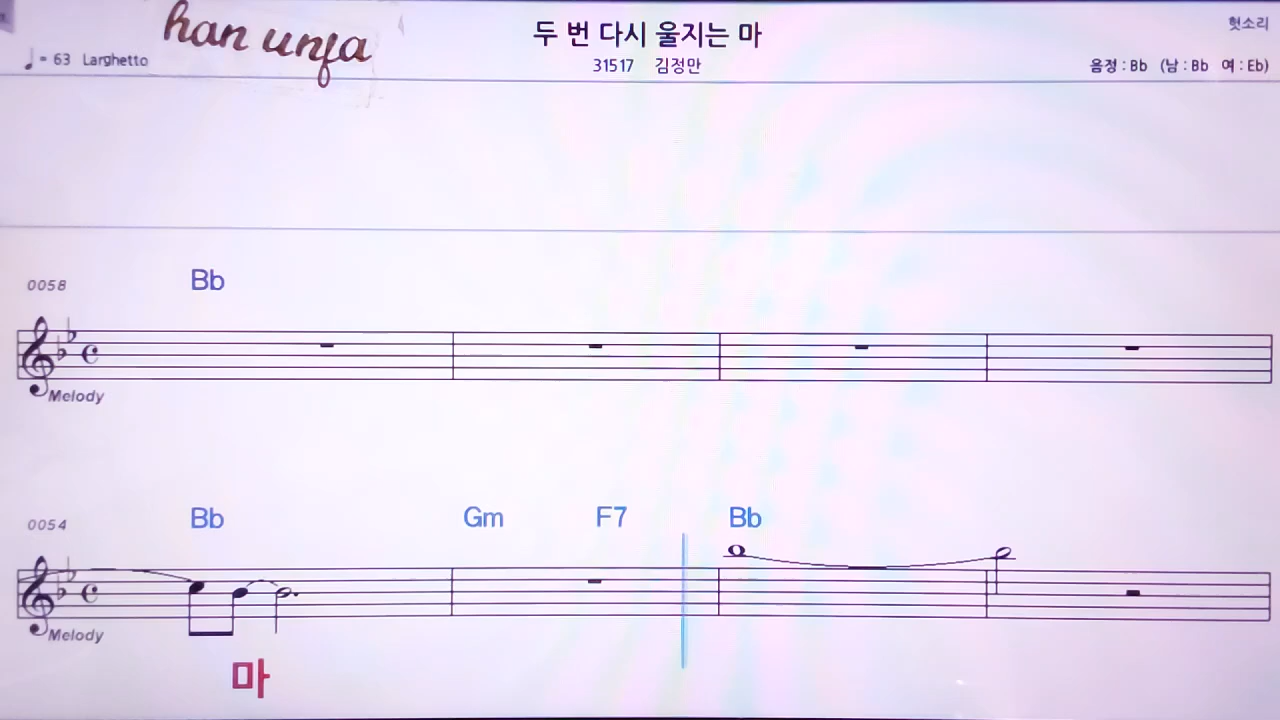 han unja
두 번 다시 울지는 마
헛소리
♩ = 63 Larghetto
31517 김정만
음정 : Bb (남 : Bb 여 : Eb)
0058
Bb
Melody
0054
Bb Gm F7 Bb
Melody
마